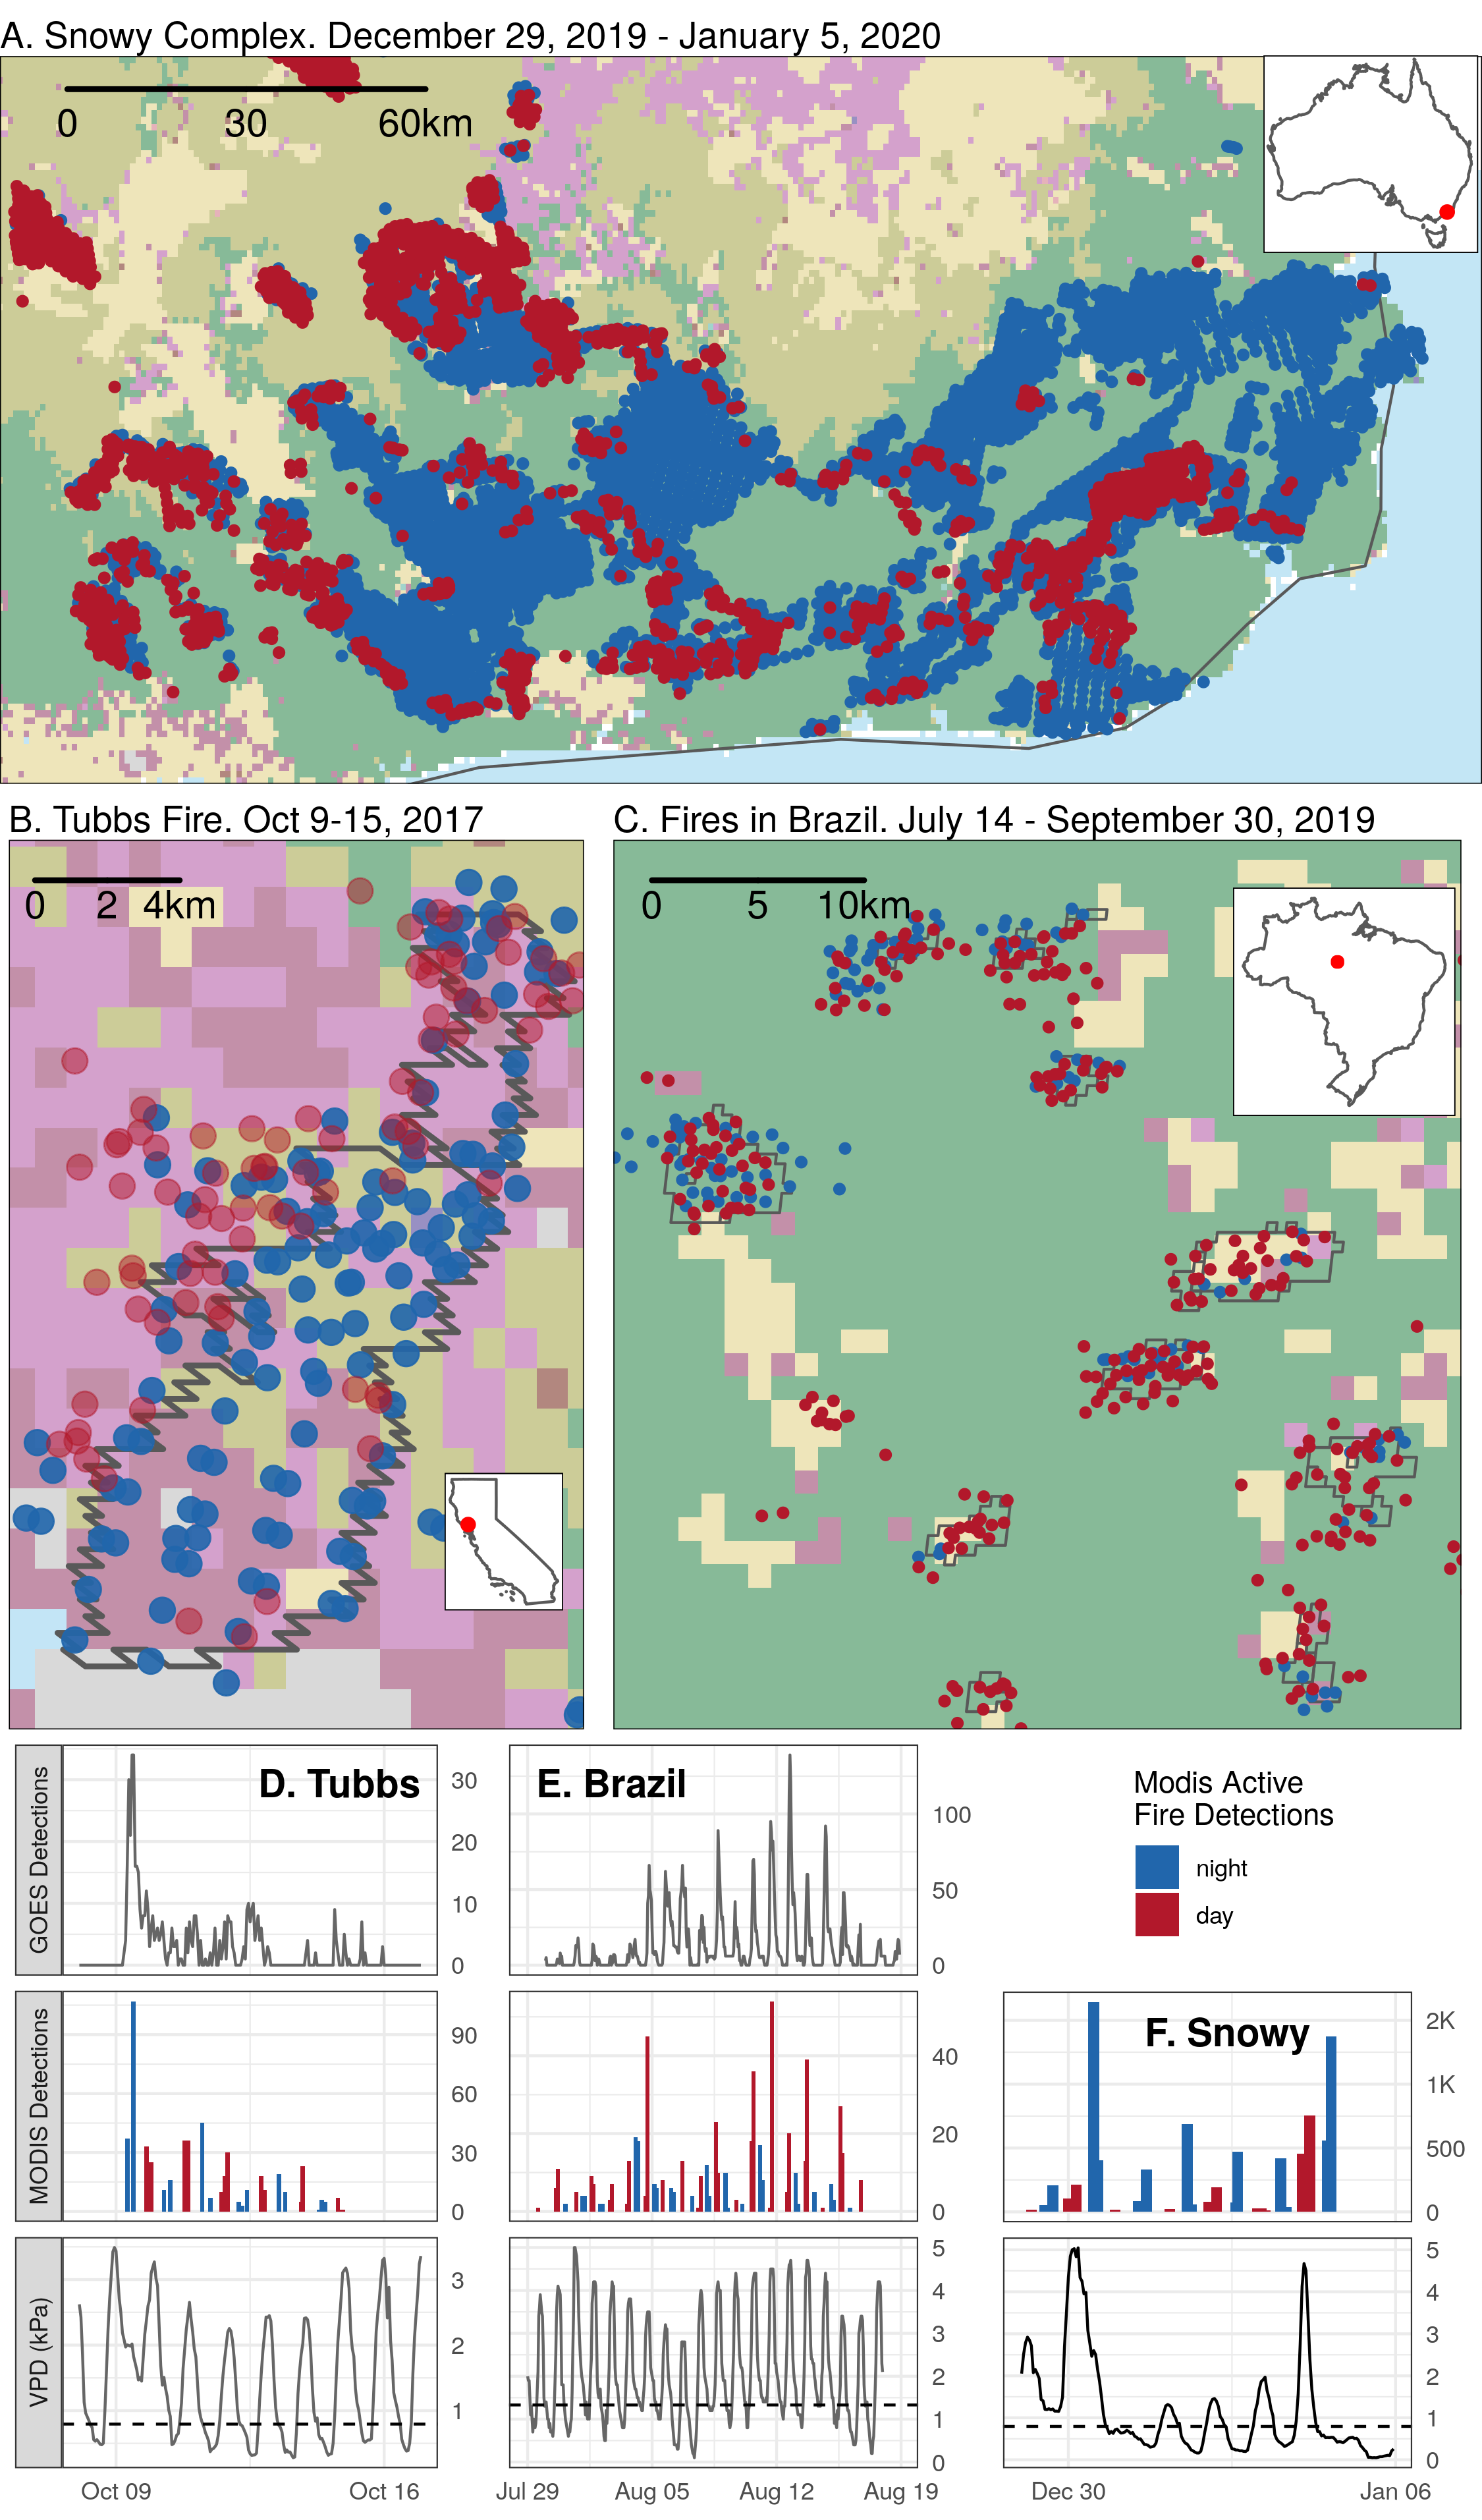 A. Snowy Complex. December 29, 2019 - January 5, 2020
0 30 60km
B. Tubbs Fire. Oct 9-15, 2017
0 2 4km
C. Fires in Brazil. July 14 - September 30, 2019
0 5 10km
GOES Detections
D. Tubbs
30
20
10
0
E. Brazil
100
50
0
Modis Active
Fire Detections
night
day
MODIS Detections
90
60
30
0
40
20
0
F. Snowy
2K
1K
500
0
VPD (kPa)
3
2
1
5
4
3
2
1
0
5
4
3
2
1
0
Oct 09 Oct 16
Jul 29 Aug 05 Aug 12 Aug 19
Dec 30 Jan 06